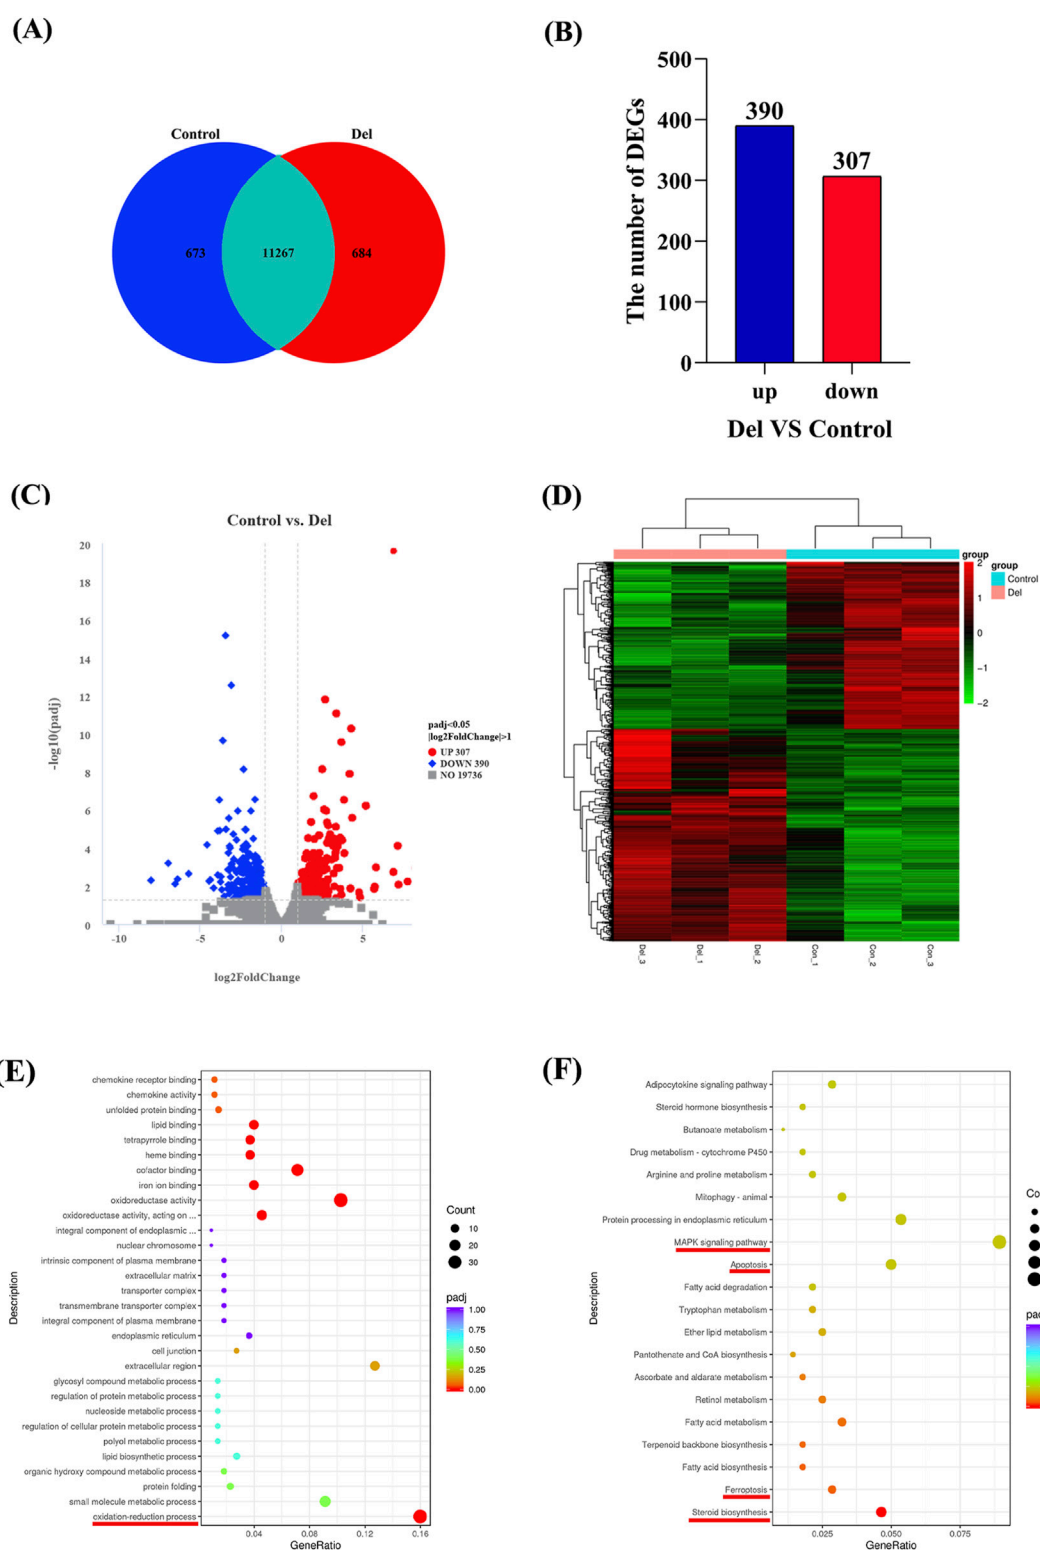 (A)
Control
Del
673
11267
684
(B)
The number of DEGs
500
400
300
200
100
0
390
307
up
down
Del VS Control
(C)
Control vs. Del
-log10(padj)
20
18
16
14
12
10
8
6
4
2
0
-10
-5
0
5
log2FoldChange
padj<0.05
|log2FoldChange|>1
UP 307
DOWN 390
NO 19736
(D)
group
2
1
0
−1
−2
group
Control
Del
Del_3
Del_1
Del_2
Con_1
Con_2
Con_3
(E)
Description
chemokine receptor binding
chemokine activity
unfolded protein binding
lipid binding
tetrapyrrole binding
heme binding
cofactor binding
iron ion binding
oxidoreductase activity
oxidoreductase activity, acting on ...
integral component of endoplasmic ...
nuclear chromosome
intrinsic component of plasma membrane
extracellular matrix
transporter complex
transmembrane transporter complex
integral component of plasma membrane
endoplasmic reticulum
cell junction
extracellular region
glycosyl compound metabolic process
regulation of protein metabolic process
nucleoside metabolic process
regulation of cellular protein metabolic process
polyol metabolic process
lipid biosynthetic process
organic hydroxy compound metabolic process
protein folding
small molecule metabolic process
oxidation-reduction process
0.04
0.08
0.12
0.16
GeneRatio
Count
10
20
30
padj
1.00
0.75
0.50
0.25
0.00
(F)
Description
Adipocytokine signaling pathway
Steroid hormone biosynthesis
Butanoate metabolism
Drug metabolism - cytochrome P450
Arginine and proline metabolism
Mitophagy - animal
Protein processing in endoplasmic reticulum
MAPK signaling pathway
Apoptosis
Fatty acid degradation
Tryptophan metabolism
Ether lipid metabolism
Pantothenate and CoA biosynthesis
Ascorbate and aldarate metabolism
Retinol metabolism
Fatty acid metabolism
Terpenoid backbone biosynthesis
Fatty acid biosynthesis
Ferroptosis
Steroid biosynthesis
0.025
0.050
0.075
GeneRatio
Co
pac